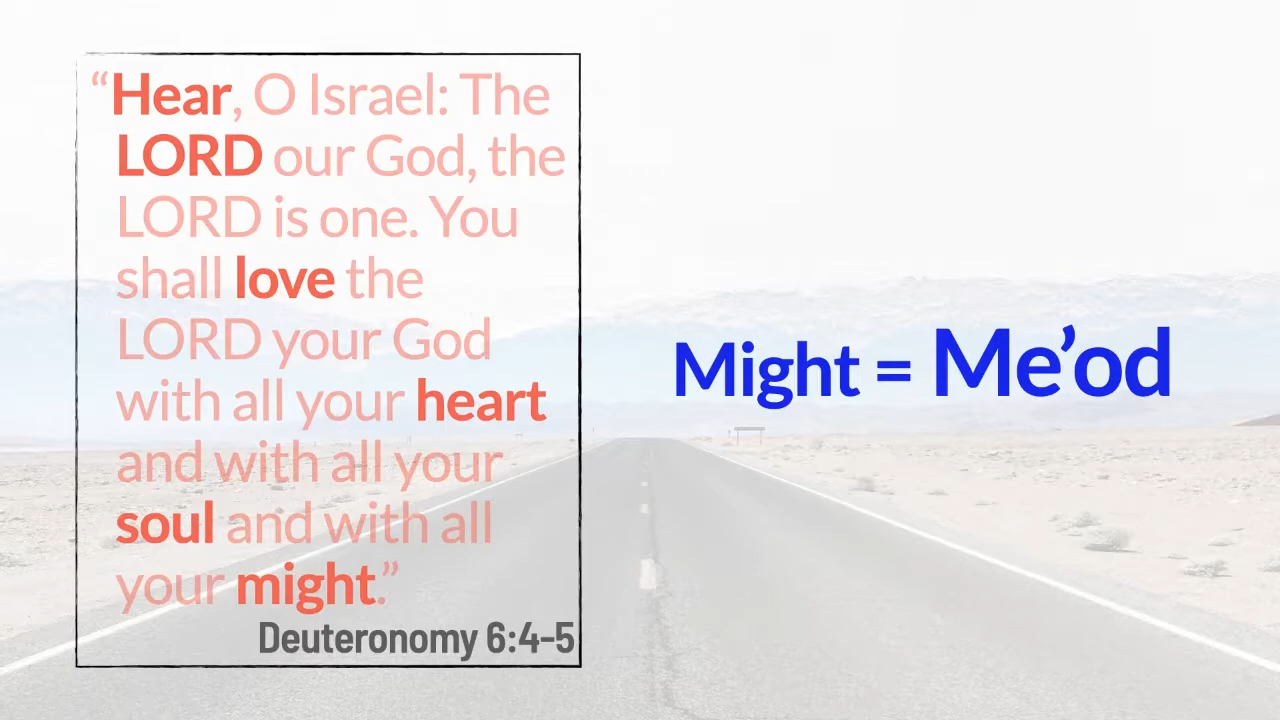 “Hear, O Israel: The
LORD our God, the
LORD is one. You
shall love the
LORD your God
with all your heart
and with all your
soul and with all
your might.”
Deuteronomy 6:4-5
Might = Me’od